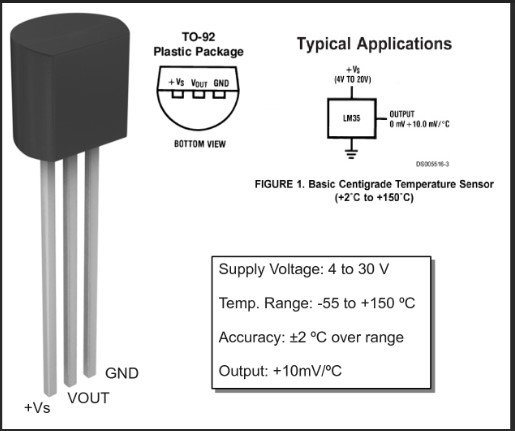 TO-92
Plastic Package
+VS VOUT GND
BOTTOM VIEW
Typical Applications
+VS
(4V TO 20V)
LM35
OUTPUT
0 mV+10.0 mV/°C
DS005516-3
FIGURE 1. Basic Centigrade Temperature Sensor
(+2°C to +150°C)
Supply Voltage: 4 to 30 V
Temp. Range: -55 to +150 ºC
Accuracy: ±2 ºC over range
Output: +10mV/ºC
GND
VOUT
+Vs